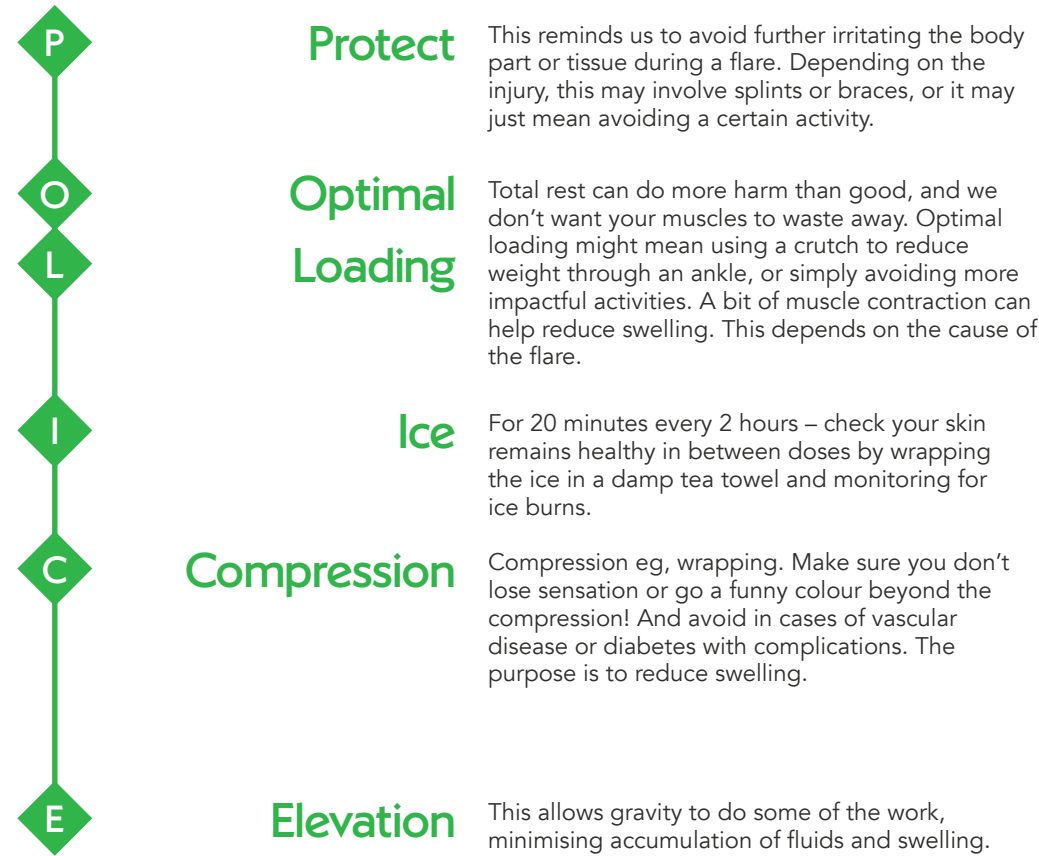 P
Protect
This reminds us to avoid further irritating the body
part or tissue during a flare. Depending on the
injury, this may involve splints or braces, or it may
just mean avoiding a certain activity.
O
Optimal
L
Loading
Total rest can do more harm than good, and we
don’t want your muscles to waste away. Optimal
loading might mean using a crutch to reduce
weight through an ankle, or simply avoiding more
impactful activities. A bit of muscle contraction can
help reduce swelling. This depends on the cause of
the flare.
I
Ice
For 20 minutes every 2 hours – check your skin
remains healthy in between doses by wrapping
the ice in a damp tea towel and monitoring for
ice burns.
C
Compression
Compression eg, wrapping. Make sure you don’t
lose sensation or go a funny colour beyond the
compression! And avoid in cases of vascular
disease or diabetes with complications. The
purpose is to reduce swelling.
E
Elevation
This allows gravity to do some of the work,
minimising accumulation of fluids and swelling.